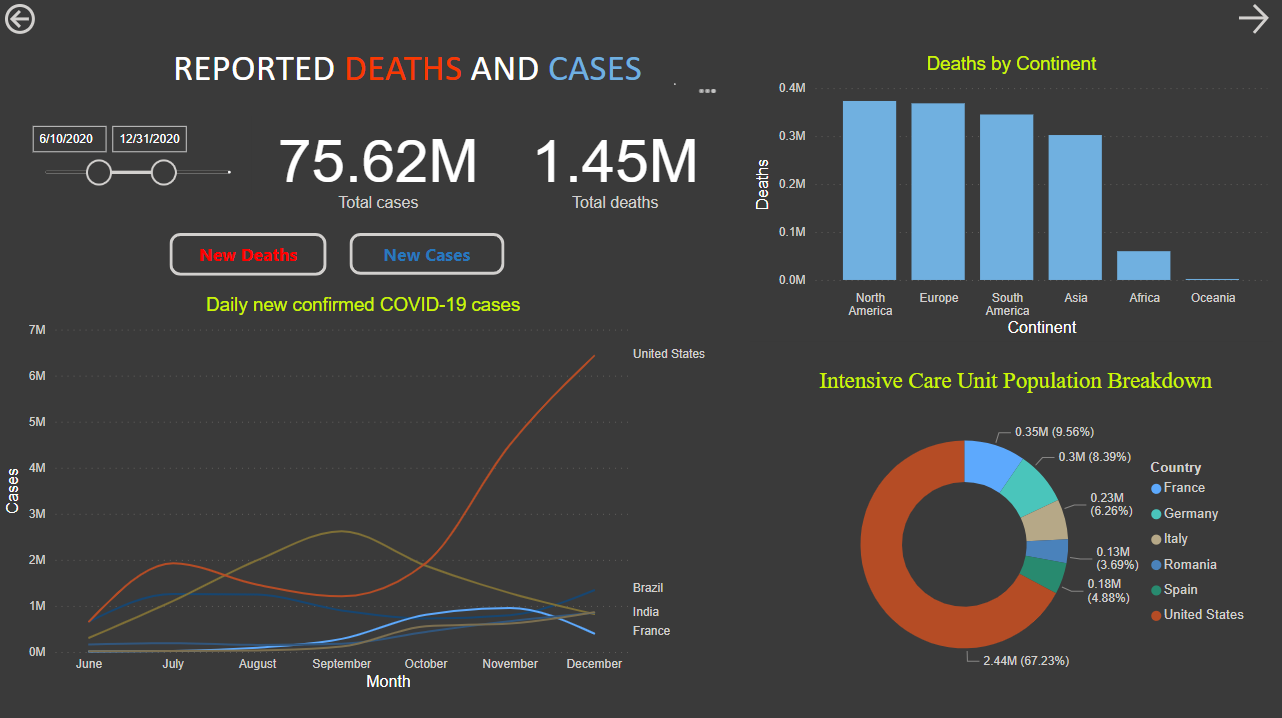 REPORTED DEATHS AND CASES
6/10/2020
12/31/2020
75.62M
Total cases
1.45M
Total deaths
New Deaths
New Cases
Daily new confirmed COVID-19 cases
7M
6M
5M
4M
3M
2M
1M
0M
Cases
United States
Brazil
India
France
June
July
August
September
October
November
December
Month
Deaths by Continent
0.4M
0.3M
0.2M
0.1M
0.0M
Deaths
North
America
Europe
South
America
Asia
Africa
Oceania
Continent
Intensive Care Unit Population Breakdown
0.35M (9.56%)
0.3M (8.39%)
0.23M
(6.26%)
0.13M
(3.69%)
0.18M
(4.88%)
2.44M (67.23%)
Country
France
Germany
Italy
Romania
Spain
United States